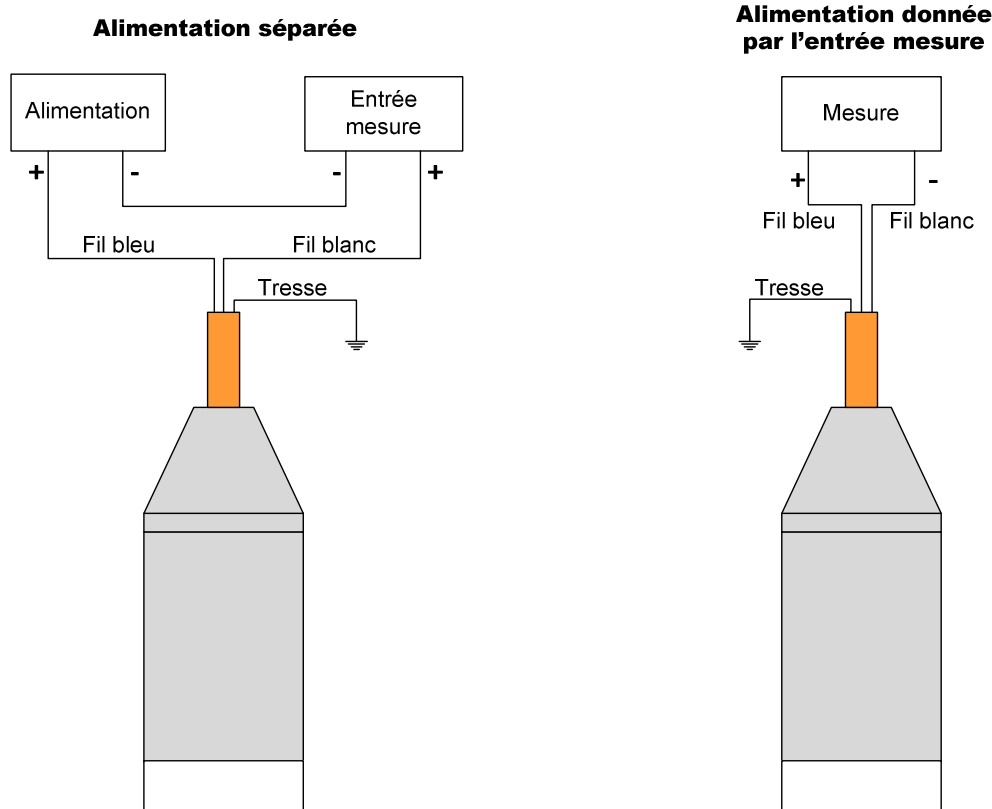 Alimentation séparée
Alimentation
Entrée
mesure
+
-
-
+
Fil bleu
Fil blanc
Tresse
Alimentation donnée
par l'entrée mesure
Mesure
+
-
Fil bleu
Fil blanc
Tresse